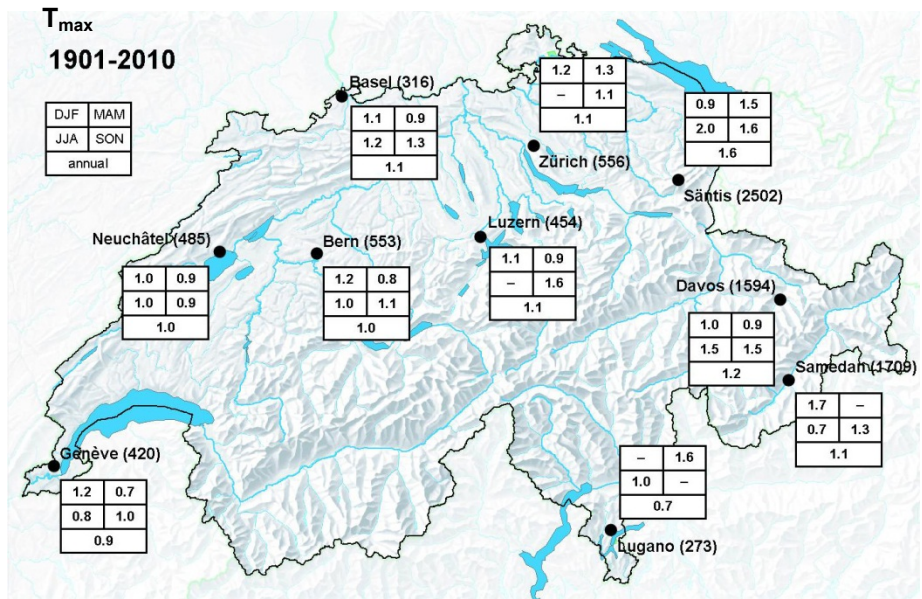 Tmax
1901-2010
DJF MAM
JJA SON
annual
Basel (316)
1.1 0.9
1.2 1.3
1.1
1.2 1.3
– 1.1
1.1
Zürich (556)
0.9 1.5
2.0 1.6
1.6
Säntis (2502)
Neuchâtel (485)
1.0 0.9
1.0 0.9
1.0
Bern (553)
1.2 0.8
1.0 1.1
1.0
Luzern (454)
1.1 0.9
– 1.6
1.1
Davos (1594)
1.0 0.9
1.5 1.5
1.2
Samedan (1709)
1.7 –
0.7 1.3
1.1
Genève (420)
1.2 0.7
0.8 1.0
0.9
– 1.6
1.0 –
0.7
Lugano (273)